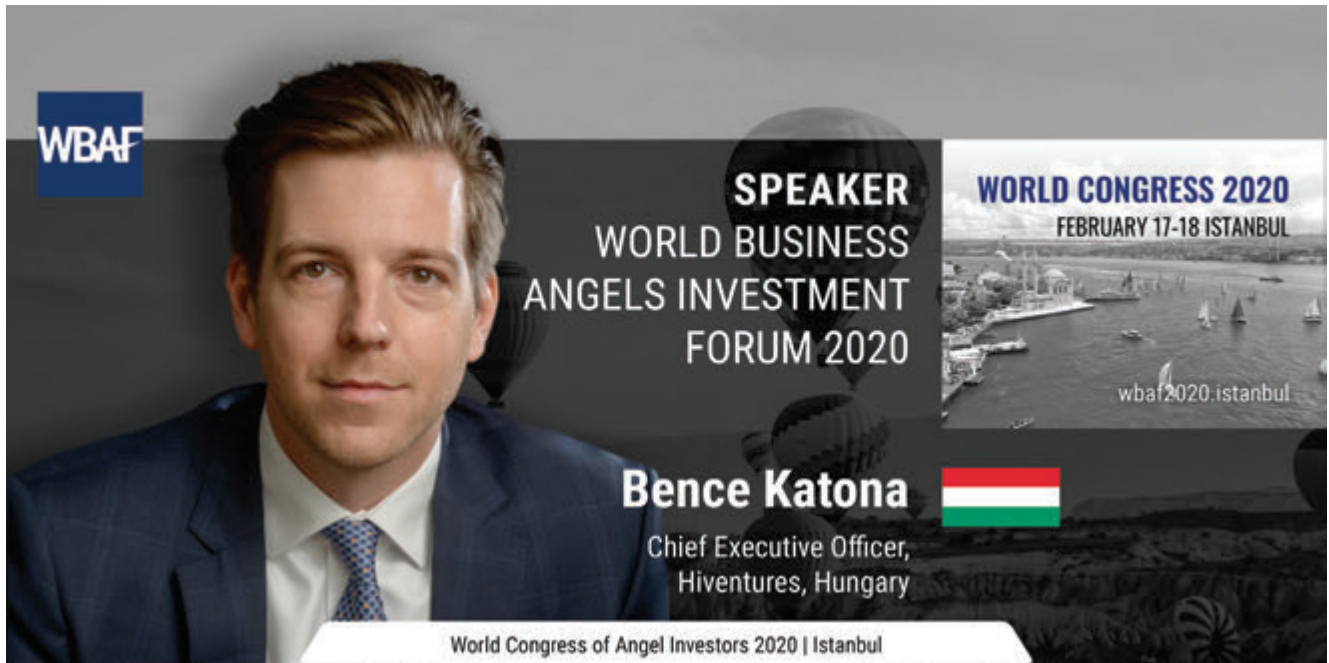 WBAF
SPEAKER
WORLD BUSINESS
ANGELS INVESTMENT
FORUM 2020
WORLD CONGRESS 2020
FEBRUARY 17-18 ISTANBUL
wbaf2020.istanbul
Bence Katona
Chief Executive Officer,
Hiventures, Hungary
World Congress of Angel Investors 2020 | Istanbul